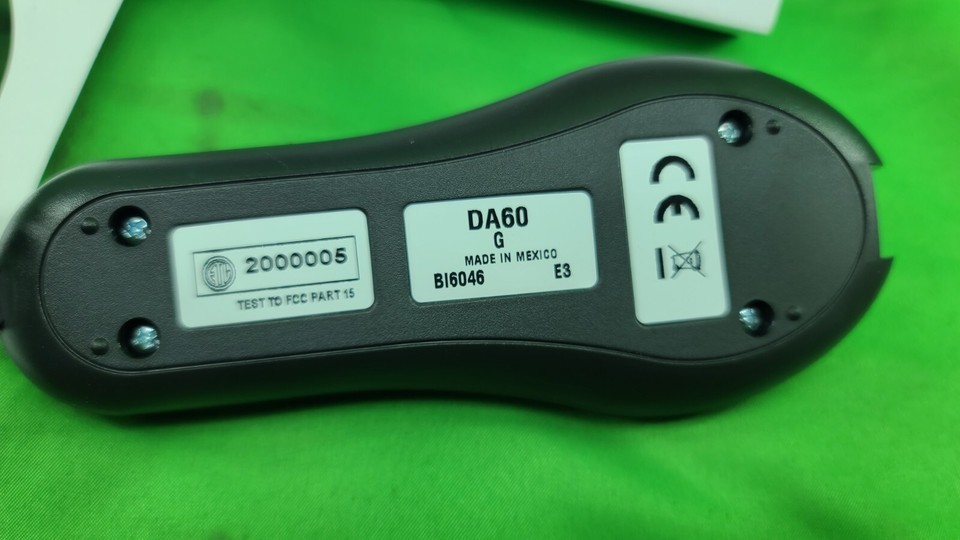 2000005
TEST TO FCC PART 15
DA60
G
MADE IN MEXICO
BI6046 E3
CE